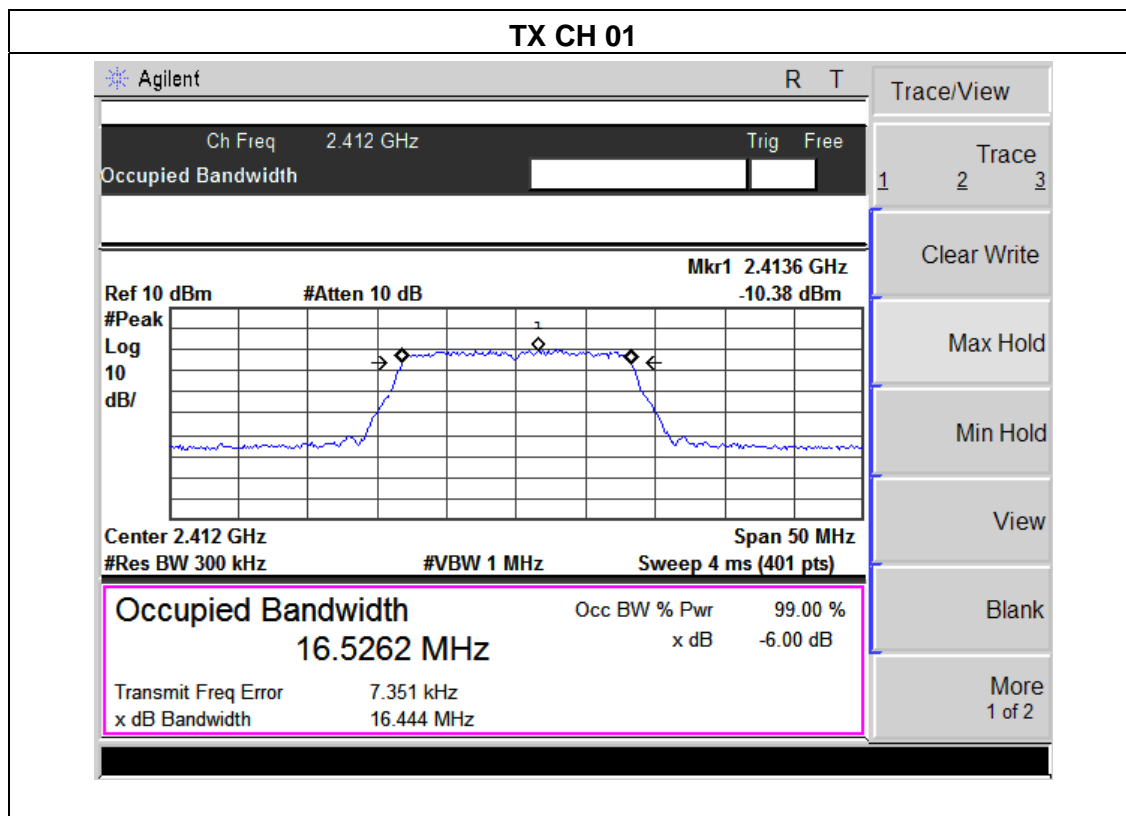 TX CH 01
Agilent R T
Ch Freq 2.412 GHz Trig Free
Occupied Bandwidth
Mkr1 2.4136 GHz
Ref 10 dBm #Atten 10 dB -10.38 dBm
#Peak
Log
10
dB/
1
Center 2.412 GHz Span 50 MHz
#Res BW 300 kHz #VBW 1 MHz Sweep 4 ms (401 pts)
Occupied Bandwidth Occ BW % Pwr 99.00 %
16.5262 MHz x dB -6.00 dB
Transmit Freq Error 7.351 kHz
x dB Bandwidth 16.444 MHz
Trace/View
Trace
1 2 3
Clear Write
Max Hold
Min Hold
View
Blank
More
1 of 2